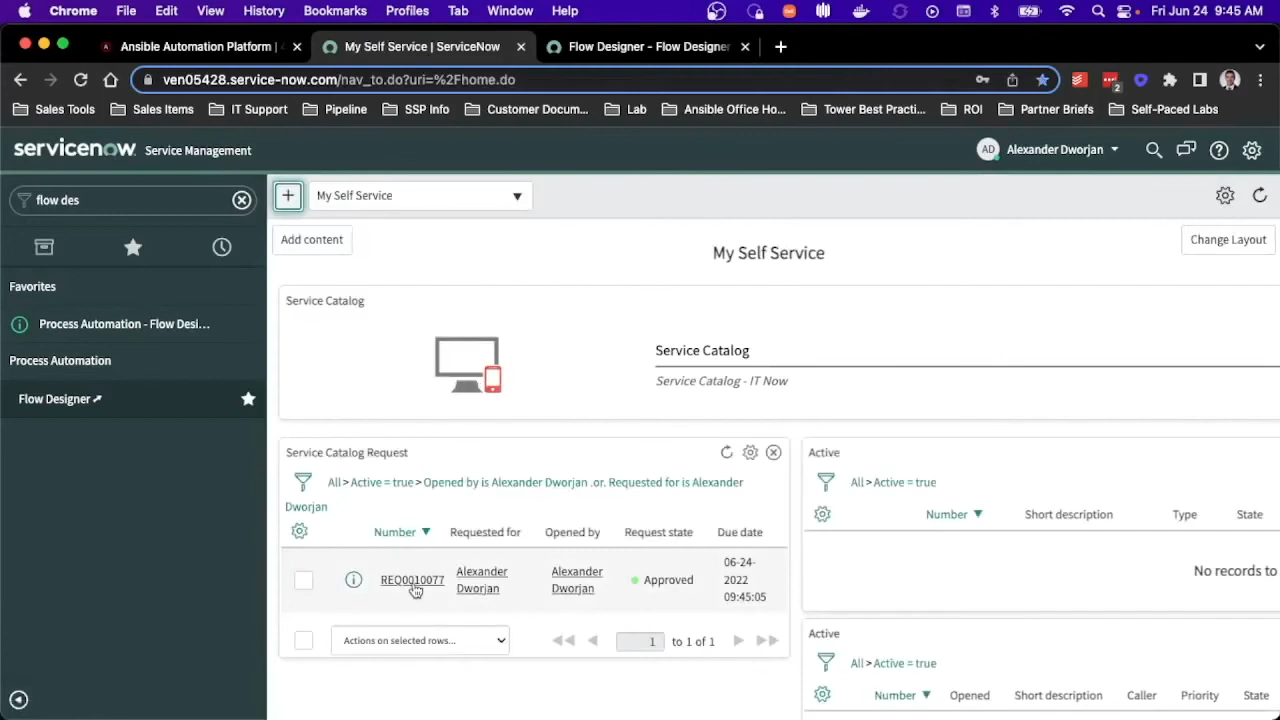 Chrome File Edit View History Bookmarks Profiles Tab Window Help Fri Jun 24 9:45 AM
Ansible Automation Platform | My Self Service | ServiceNow Flow Designer - Flow Designer
ven05428.service-now.com/nav_to.do?uri=%2Fhome.do 2
Sales Tools Sales Items IT Support Pipeline SSP Info Customer Docum... Lab Ansible Office Ho... Tower Best Practi... ROI Partner Briefs Self-Paced Labs
servicenow Service Management AD Alexander Dworjan
flow des My Self Service
Add content My Self Service Change Layout
Favorites
Process Automation - Flow Desi...
Process Automation
Flow Designer
Service Catalog
Service Catalog
Service Catalog - IT Now
Service Catalog Request
All > Active = true > Opened by is Alexander Dworjan .or. Requested for is Alexander
Dworjan
Number Requested for Opened by Request state Due date
REQ0010077 Alexander Dworjan Alexander Dworjan Approved 06-24-2022 09:45:05
Actions on selected rows... 1 to 1 of 1
Active
All > Active = true
Number Short description Type State
No records to
Active
All > Active = true
Number Opened Short description Caller Priority State